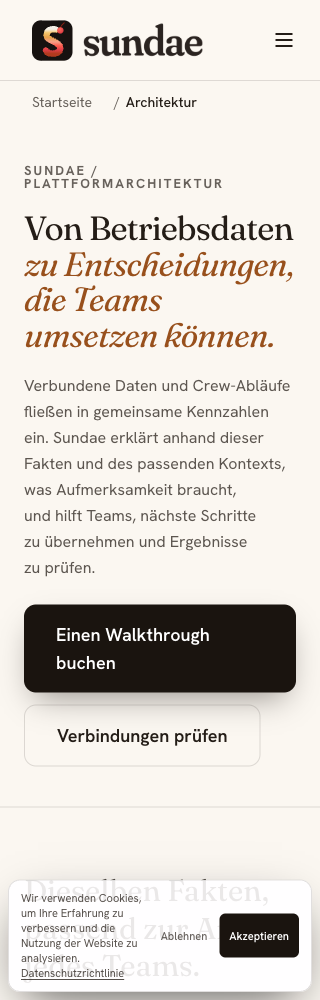 sundae
Startseite / Architektur
SUNDAE /
PLATTFORMARCHITEKTUR
Von Betriebsdaten
zu Entscheidungen,
die Teams
umsetzen können.
Verbundene Daten und Crew-Abläufe
fließen in gemeinsame Kennzahlen
ein. Sundae erklärt anhand dieser
Fakten und des passenden Kontexts,
was Aufmerksamkeit braucht,
und hilft Teams, nächste Schritte
zu übernehmen und Ergebnisse
zu prüfen.
Einen Walkthrough
buchen
Verbindungen prüfen
Dieselben Fakten,
passend zur
jedes Teams.
Wir verwenden Cookies,
um Ihre Erfahrung zu
verbessern und die
Nutzung der Website zu
analysieren.
Datenschutzrichtlinie
Ablehnen
Akzeptieren